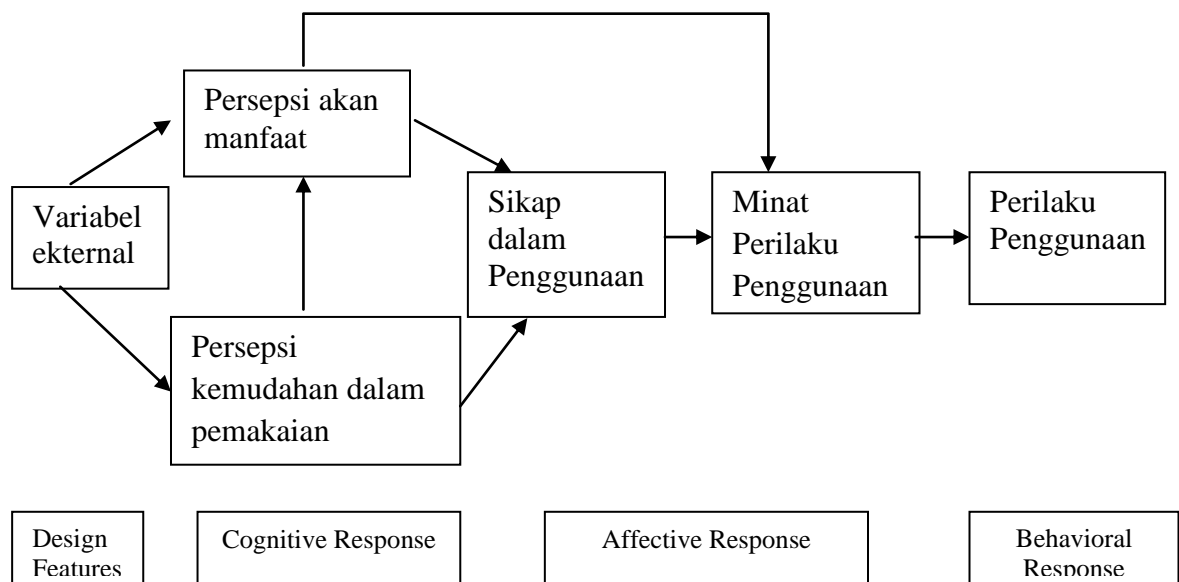 Persepsi akan
manfaat
Variabel
ekternal
Sikap
dalam
Penggunaan
Minat
Perilaku
Penggunaan
Perilaku
Penggunaan
Persepsi
kemudahan dalam
pemakaian
Design
Features
Cognitive Response
Affective Response
Behavioral
Response